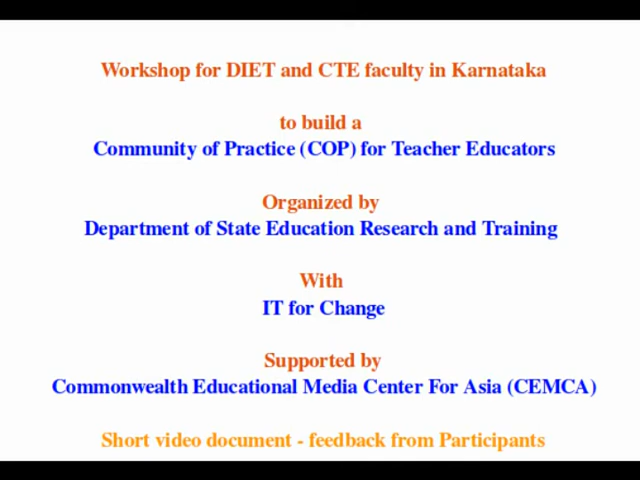 Workshop for DIET and CTE faculty in Karnataka
to build a
Community of Practice (COP) for Teacher Educators
Organized by
Department of State Education Research and Training
With
IT for Change
Supported by
Commonwealth Educational Media Center For Asia (CEMCA)
Short video document - feedback from Participants